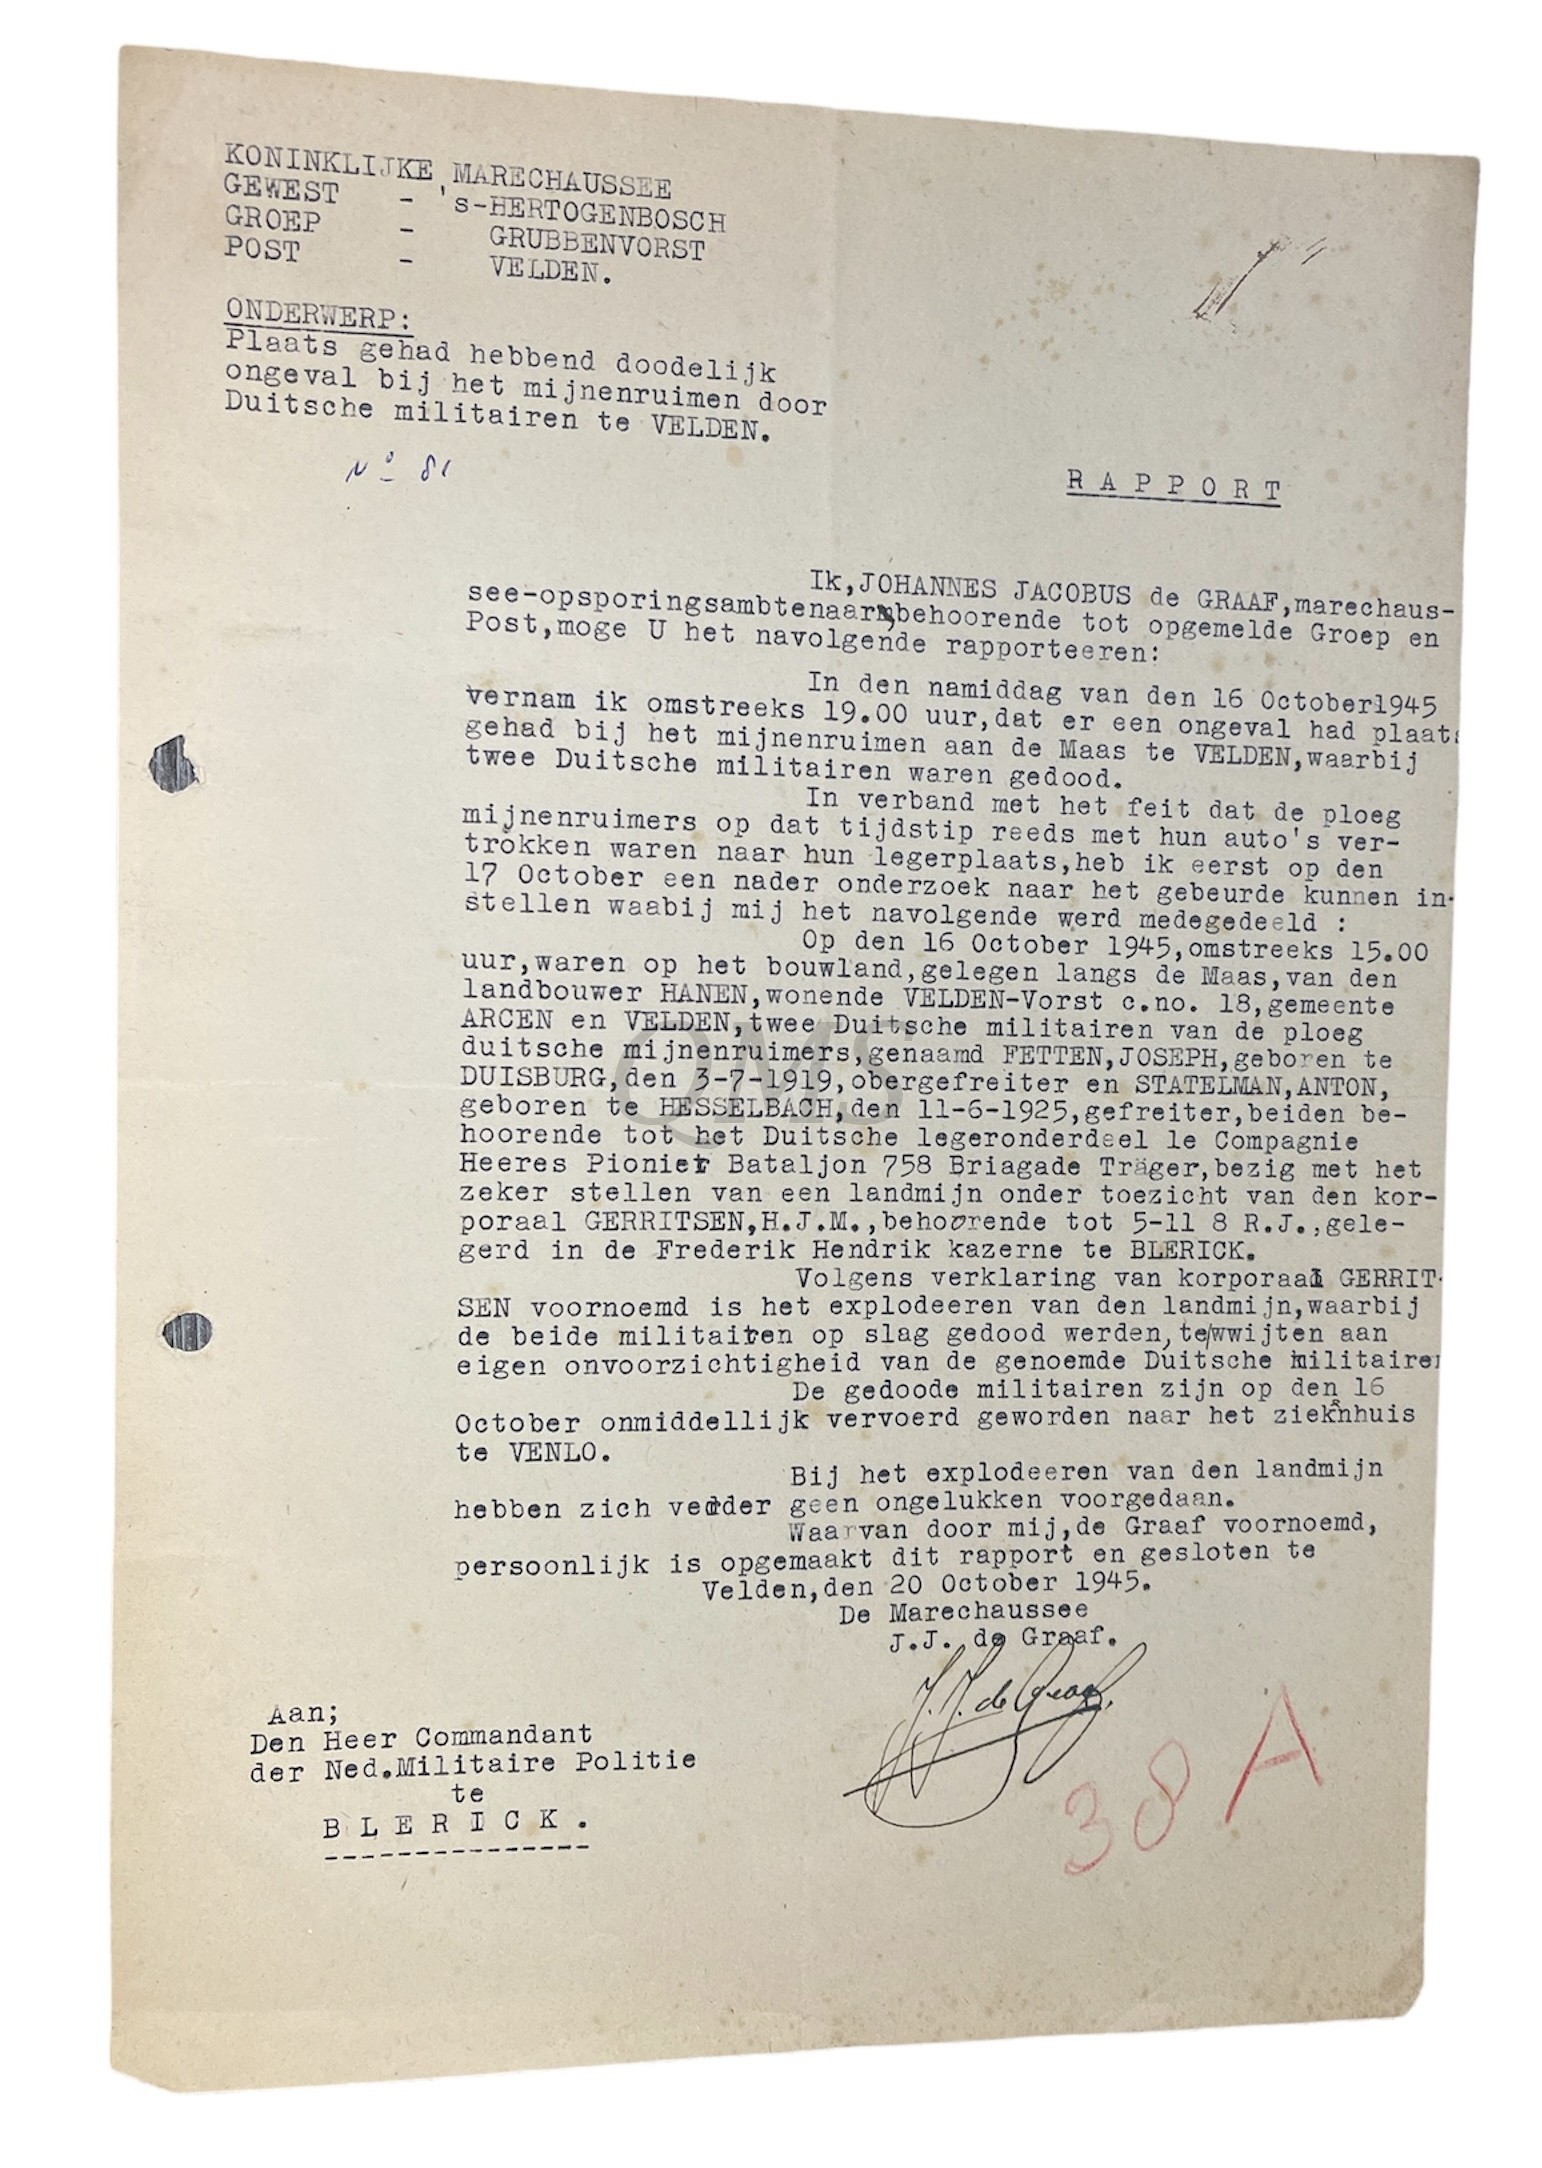 KONINKLIJKE MARECHAUSSEE
GEWEST - 's-HERTOGENBOSCH
GROEP - GRUBBENVORST
POST - VELDEN.
ONDERWERP:
Plaats gehad hebbend doodelijk
ongeval bij het mijnenruimen door
Duitsche militairen te VELDEN.
No 81
RAPPORT
Ik,JOHANNES JACOBUS de GRAAF,marechaus-
see-opsporingsambtenaar,behoorende tot opgemelde Groep en
Post,moge U het navolgende rapporteeren:
In den namiddag van den 16 October1945
vernam ik omstreeks 19.00 uur,dat er een ongeval had plaats
gehad bij het mijnenruimen aan de Maas te VELDEN,waarbij
twee Duitsche militairen waren gedood.
In verband met het feit dat de ploeg
mijnenruimers op dat tijdstip reeds met hun auto's ver-
trokken waren naar hun legerplaats,heb ik eerst op den
17 October een nader onderzoek naar het gebeurde kunnen in-
stellen waabij mij het navolgende werd medegedeeld :
Op den 16 October 1945,omstreeks 15.00
uur,waren op het bouwland,gelegen langs de Maas,van den
landbouwer HANEN,wonende VELDEN-Vorst c.no. 18,gemeente
ARCEN en VELDEN,twee Duitsche militairen van de ploeg
duitsche mijnenruimers,genaamd FETTEN,JOSEPH,geboren te
DUISBURG,den 3-7-1919,obergefreiter en STATELMAN,ANTON,
geboren te HESSELBACH,den 11-6-1925,gefreiter,beiden be-
hoorende tot het Duitsche legeronderdeel 1e Compagnie
Heeres Pionier Bataljon 758 Briagade Träger,bezig met het
zeker stellen van een landmijn onder toezicht van den kor-
poraal GERRITSEN,H.J.M.,behoorende tot 5-11 8 R.J.,gele-
gerd in de Frederik Hendrik kazerne te BLERICK.
Volgens verklaring van korporaal GERRIT-
SEN voornoemd is het explodeeren van den landmijn,waarbij
de beide militairen op slag gedood werden, te/wwijten aan
eigen onvoorzichtigheid van de genoemde Duitsche militairen
De gedoode militairen zijn op den 16
October onmiddellijk vervoerd geworden naar het zieknhuis
te VENLO.
Bij het explodeeren van den landmijn
hebben zich verder geen ongelukken voorgedaan.
Waarvan door mij,de Graaf voornoemd,
persoonlijk is opgemaakt dit rapport en gesloten te
Velden,den 20 October 1945.
De Marechaussee
J.J. de Graaf.
J.J. de Graaf.
Aan;
Den Heer Commandant
der Ned.Militaire Politie
te
BLERICK.
38A
QMS